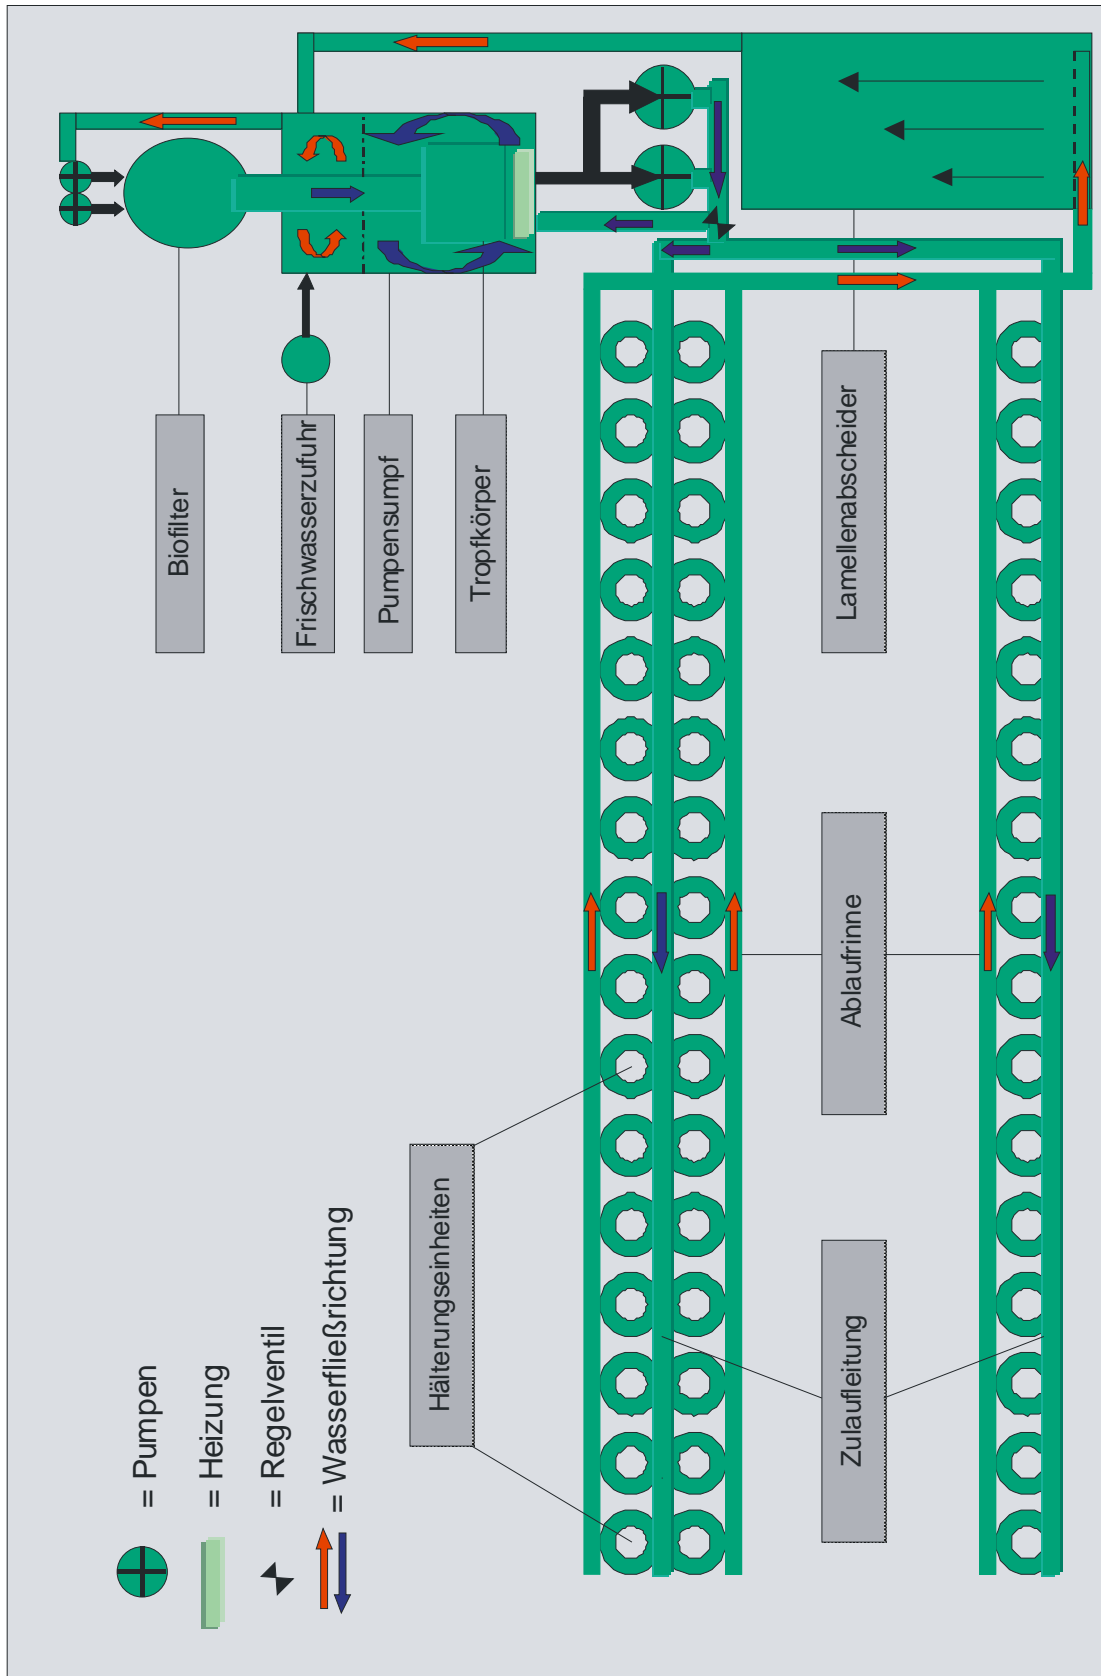 Biofilter
Frischwasserzufuhr
Pumpensumpf
Tropfkörper
Lamellenabscheider
Ablaufrinne
Hälterungseinheiten
Zulaufleitung
= Pumpen
= Heizung
= Regelventil
= Wasserfließrichtung